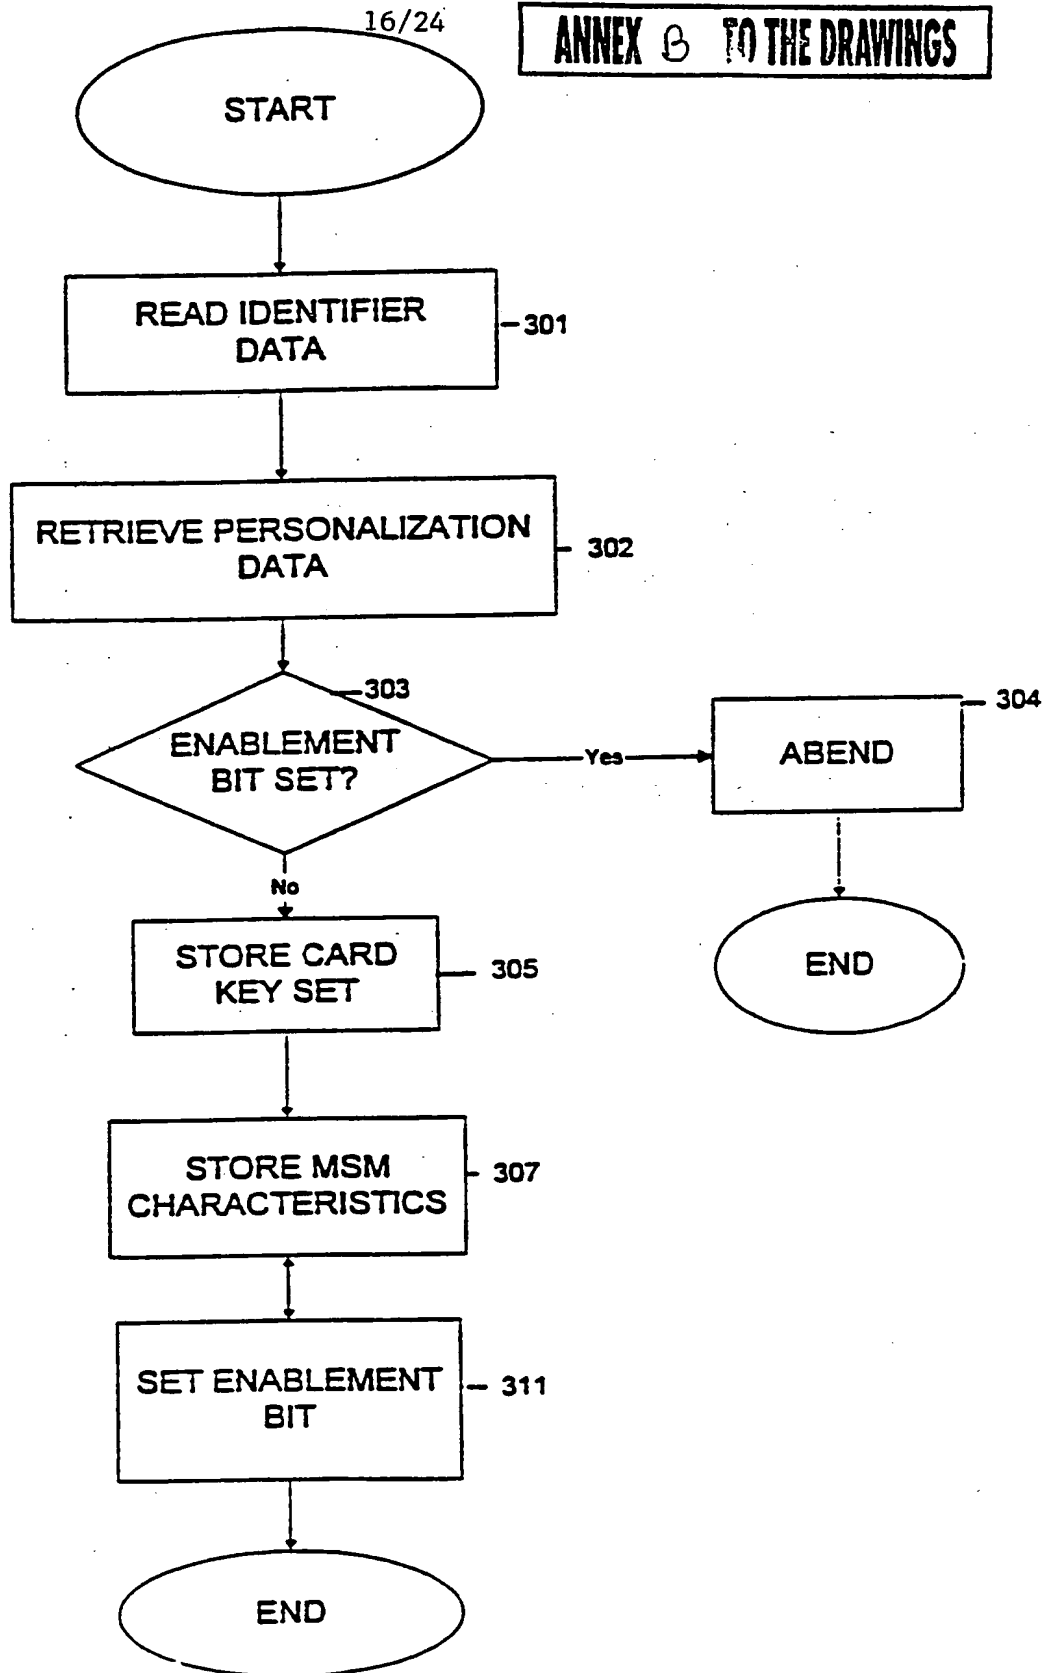 16/24
ANNEX B TO THE DRAWINGS
START
READ IDENTIFIER
DATA
301
RETRIEVE PERSONALIZATION
DATA
302
303
ENABLEMENT
BIT SET?
Yes
304
ABEND
END
No
STORE CARD
KEY SET
305
STORE MSM
CHARACTERISTICS
307
SET ENABLEMENT
BIT
311
END